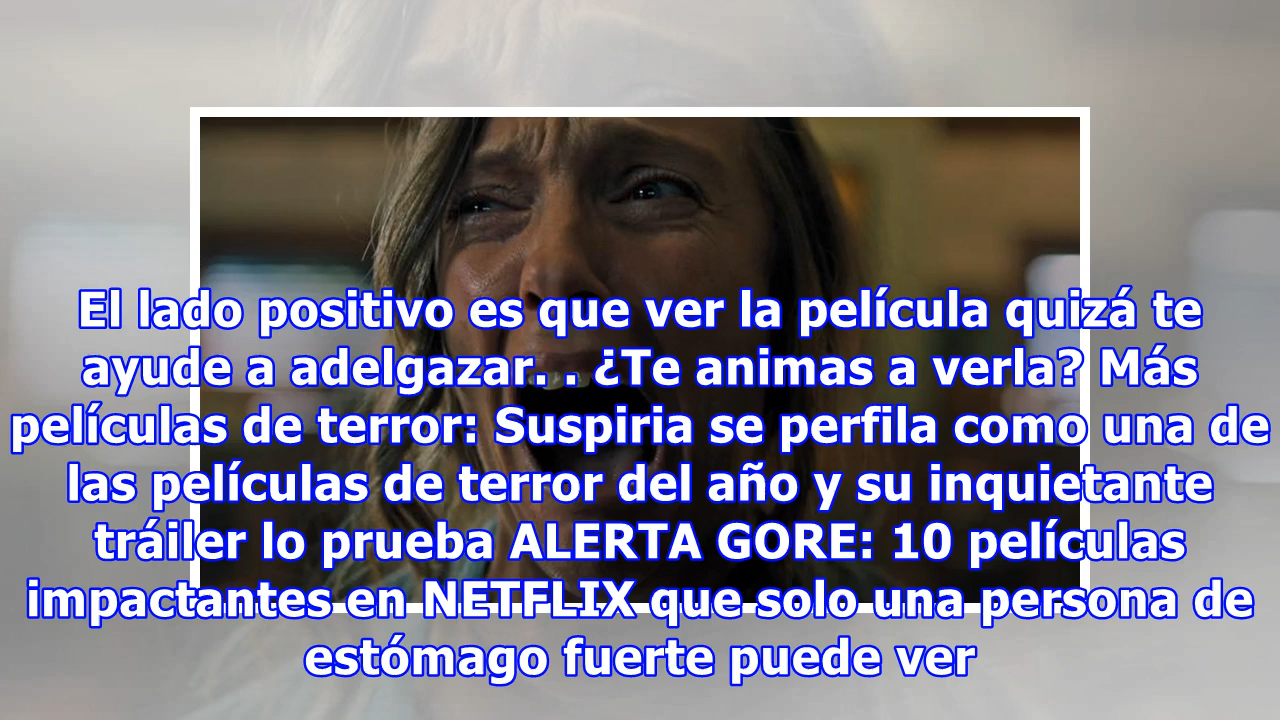 El lado positivo es que ver la película quizá te
ayude a adelgazar. . ¿Te animas a verla? Más
películas de terror: Suspiria se perfila como una de
las películas de terror del año y su inquietante
tráiler lo prueba ALERTA GORE: 10 películas
impactantes en NETFLIX que solo una persona de
estómago fuerte puede ver